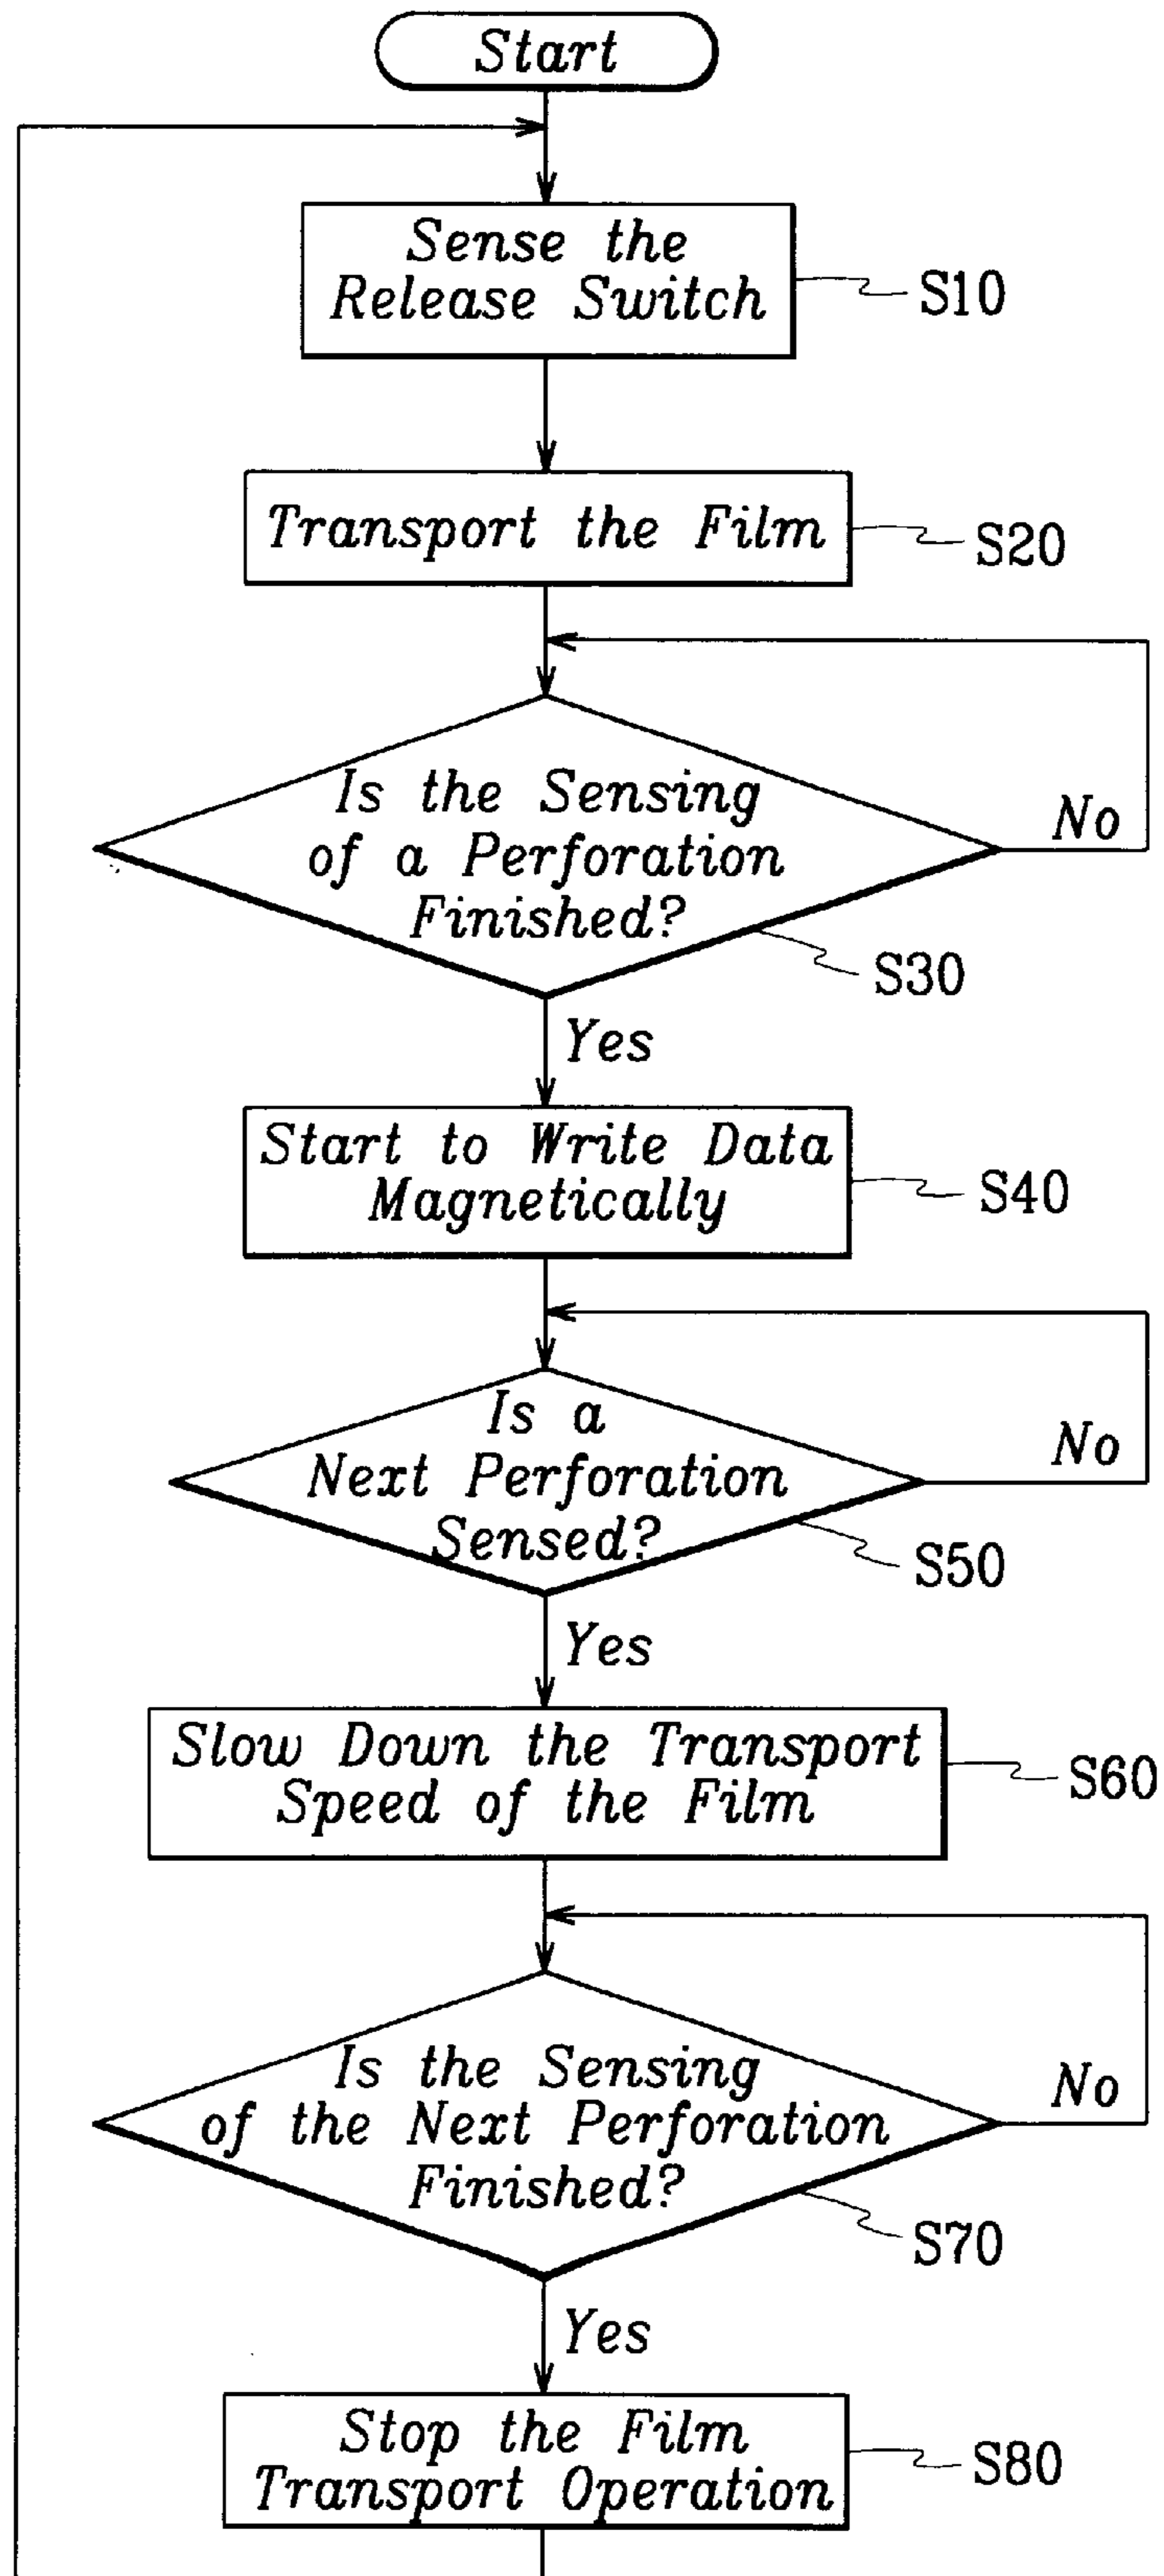 Start
Sense the
Release Switch
S10
Transport the Film
S20
Is the Sensing
of a Perforation
Finished?
No
S30
Yes
Start to Write Data
Magnetically
S40
Is a
Next Perforation
Sensed?
No
S50
Yes
Slow Down the Transport
Speed of the Film
S60
Is the Sensing
of the Next Perforation
Finished?
No
S70
Yes
Stop the Film
Transport Operation
S80